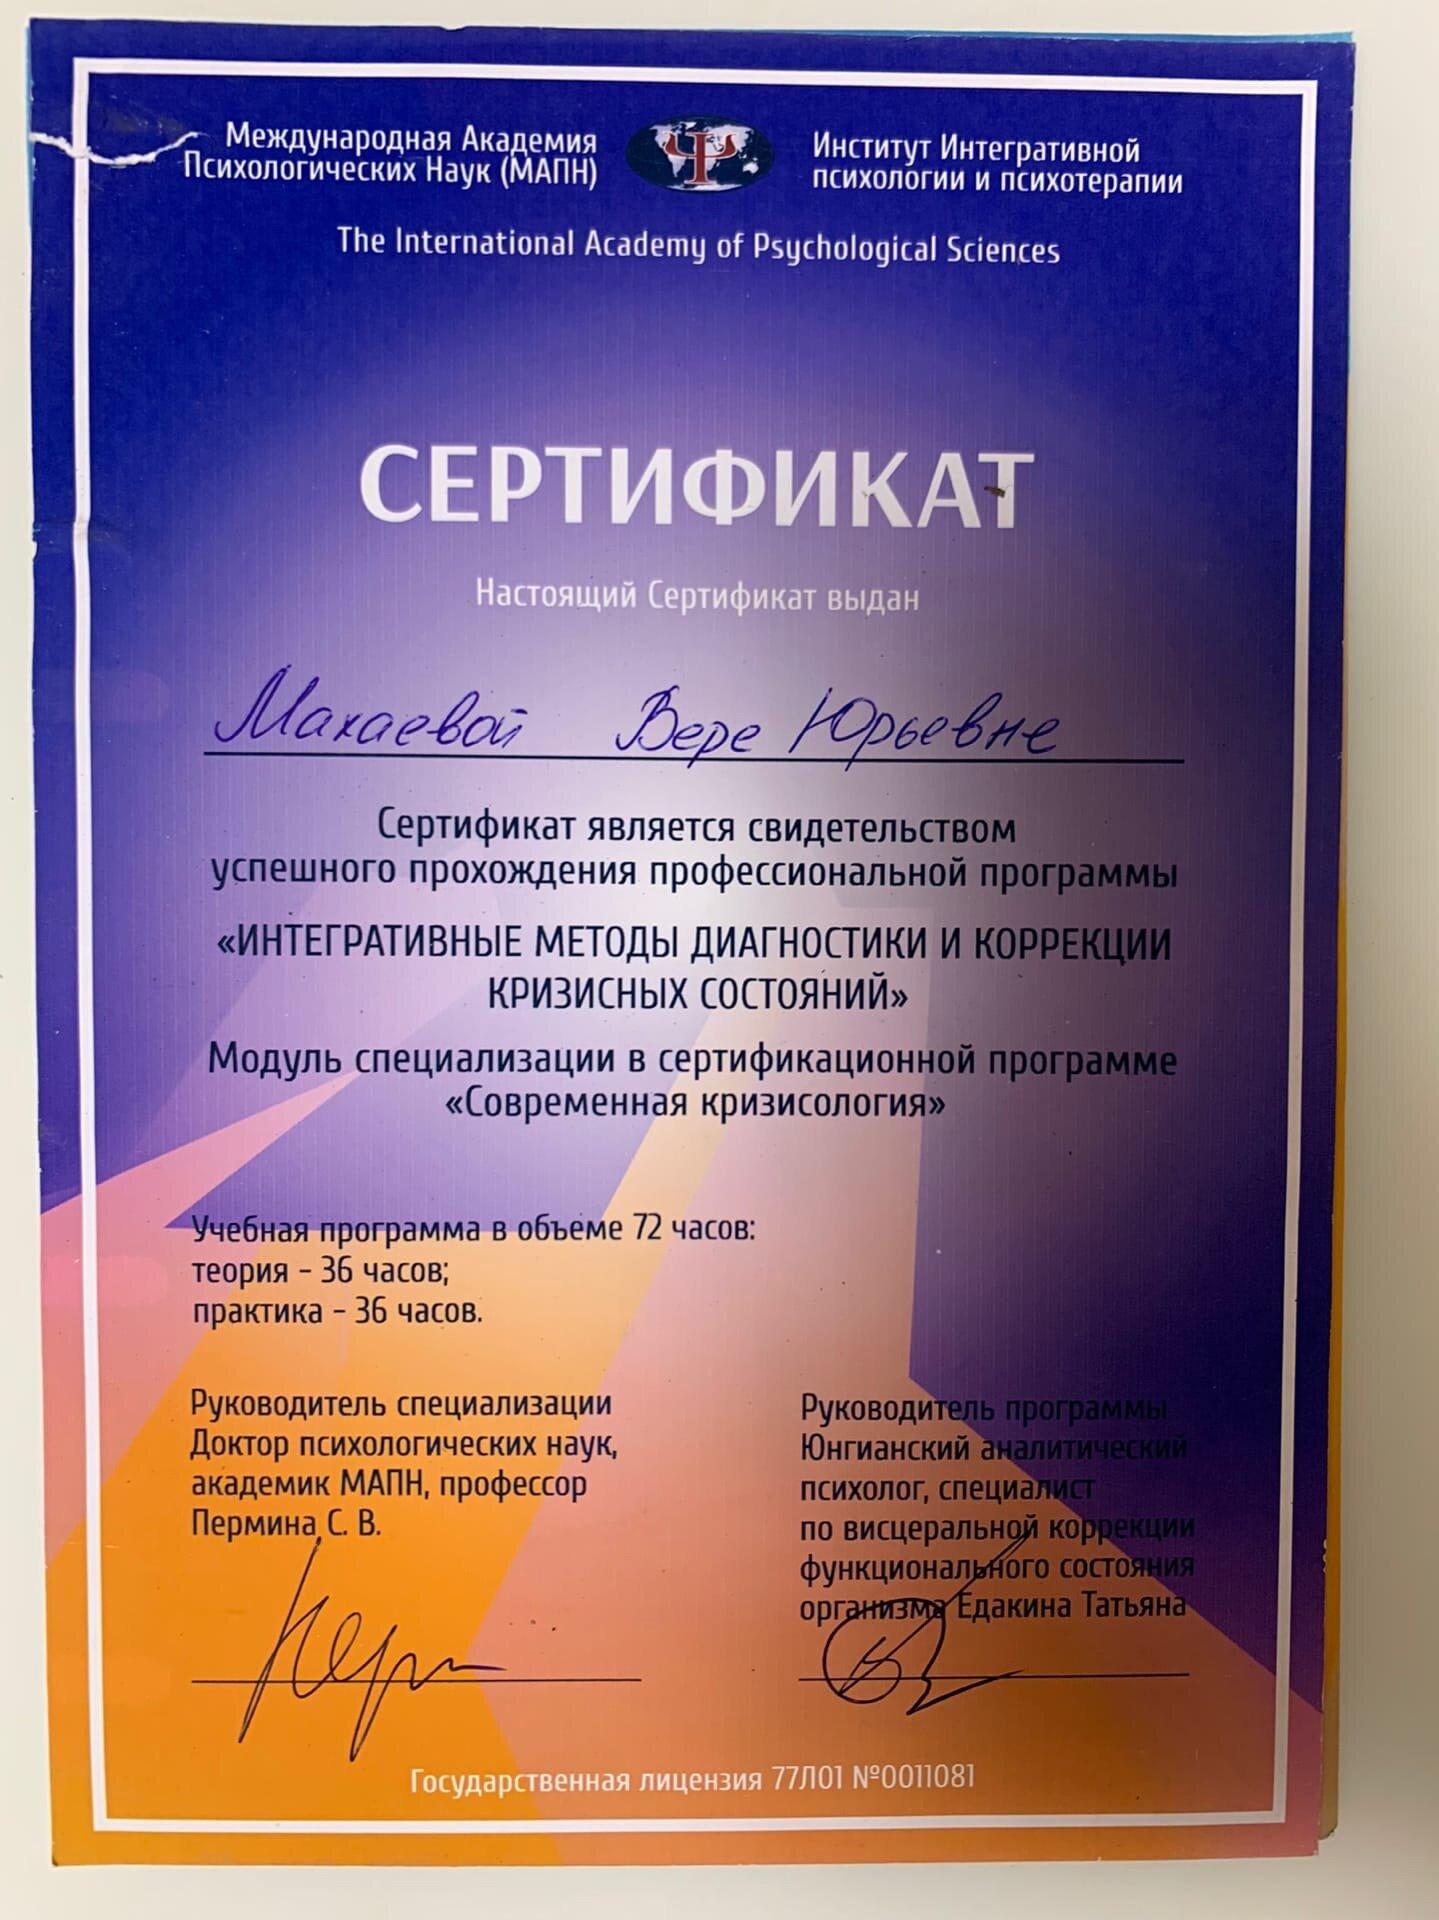 Международная Академия
Психологических Наук (МАПН)
Институт Интегративной
психологии и психотерапии
The International Academy of Psychological Sciences
СЕРТИФИКАТ
Настоящий Сертификат выдан
Махаевой Вере Юрьевне
Сертификат является свидетельством
успешного прохождения профессиональной программы
«ИНТЕГРАТИВНЫЕ МЕТОДЫ ДИАГНОСТИКИ И КОРРЕКЦИИ
КРИЗИСНЫХ СОСТОЯНИЙ»
Модуль специализации в сертификационной программе
«Современная кризисология»
Учебная программа в объеме 72 часов:
теория - 36 часов;
практика - 36 часов.
Руководитель специализации
Доктор психологических наук,
академик МАПН, профессор
Пермина С. В.
Руководитель программы
Юнгианский аналитический
психолог, специалист
по висцеральной коррекции
функционального состояния
организма Едакина Татьяна
Государственная лицензия 77Л01 №0011081